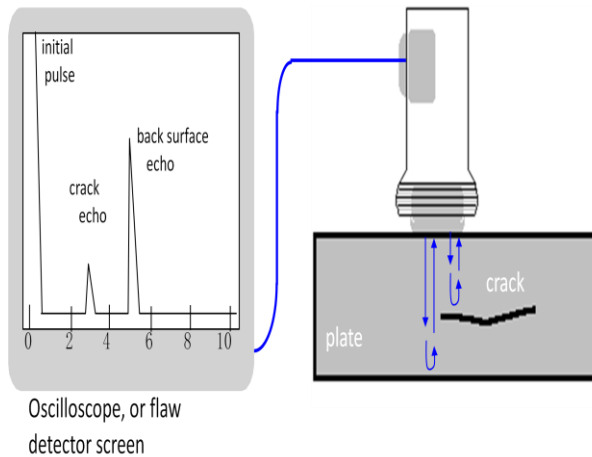 initial
pulse
back surface
echo
crack
echo
0 2 4 6 8 10
Oscilloscope, or flaw
detector screen
crack
plate